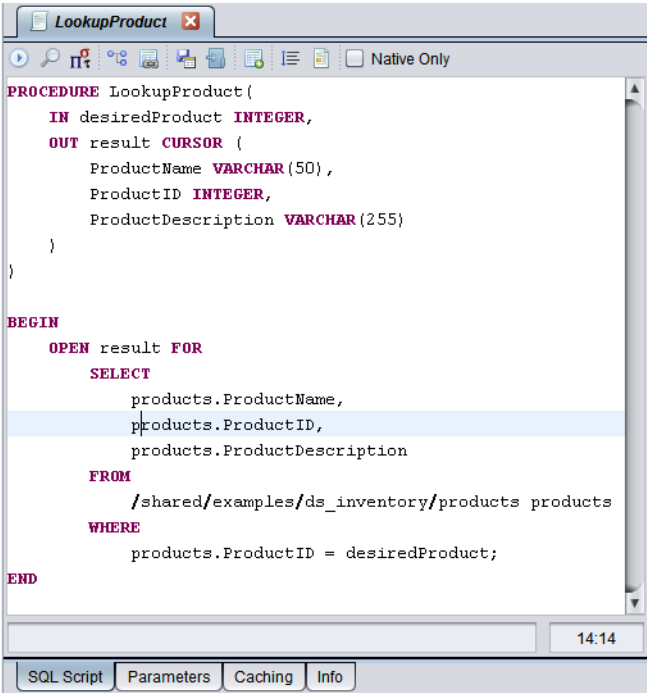 LookupProduct
Native Only
PROCEDURE LookupProduct(
    IN desiredProduct INTEGER,
    OUT result CURSOR (
        ProductName VARCHAR(50),
        ProductID INTEGER,
        ProductDescription VARCHAR(255)
    )
)
BEGIN
    OPEN result FOR
        SELECT
            products.ProductName,
            products.ProductID,
            products.ProductDescription
        FROM
            /shared/examples/ds_inventory/products products
        WHERE
            products.ProductID = desiredProduct;
END
14:14
SQL Script Parameters Caching Info